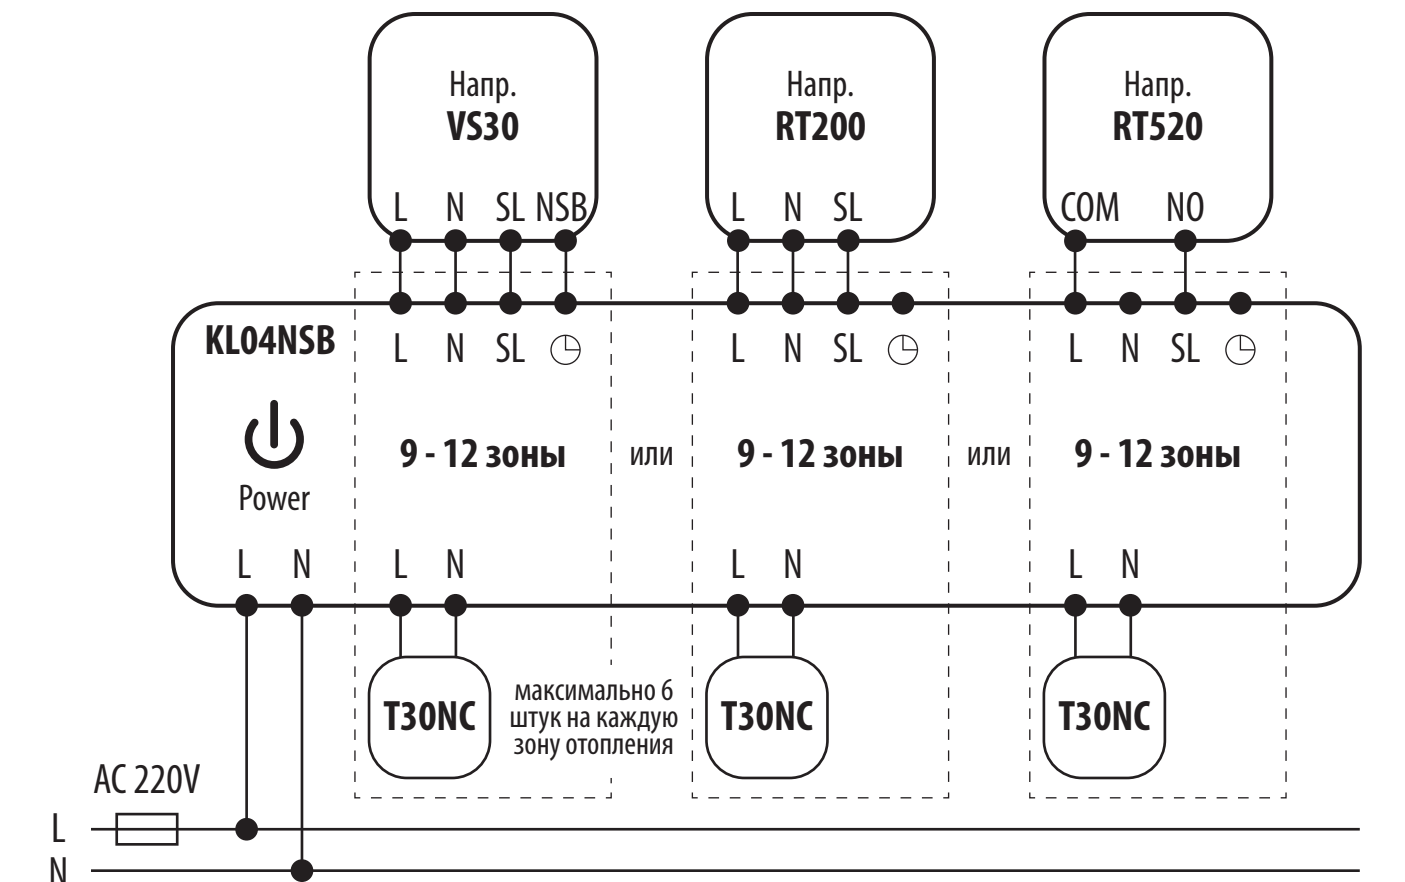 Напр.
VS30
Напр.
RT200
Напр.
RT520
L N SL NSB
L N SL
COM NO
KL04NSB
L N SL
L N SL
L N SL
9 - 12 зоны
или
9 - 12 зоны
или
9 - 12 зоны
Power
L N
L N
L N
L N
T30NC
максимально 6
штук на каждую
зону отопления
T30NC
T30NC
AC 220V
L
N